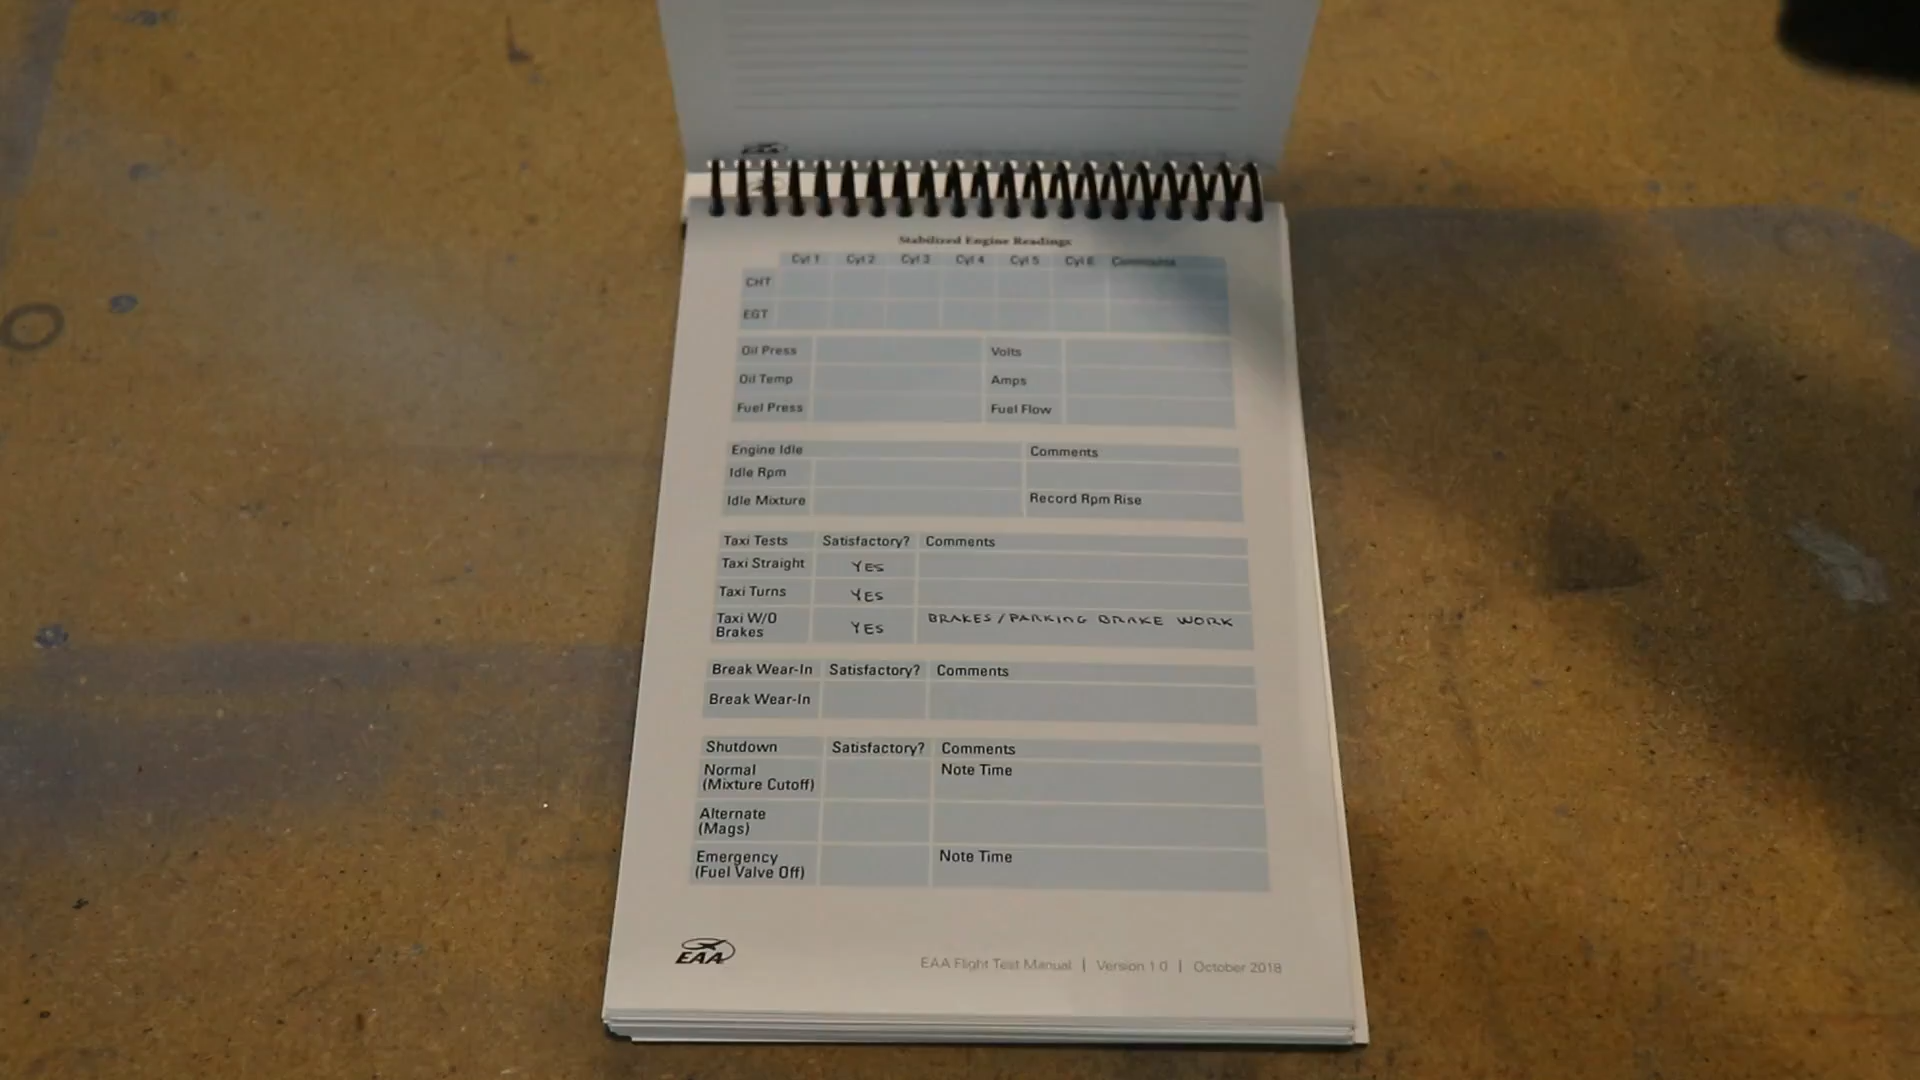 Stabilized Engine Readings
Cyl 1 Cyl 2 Cyl 3 Cyl 4 Cyl 5 Cyl 6 Comments
CHT
EGT
Oil Press Volts
Oil Temp Amps
Fuel Press Fuel Flow
Engine Idle Comments
Idle Rpm
Idle Mixture Record Rpm Rise
Taxi Tests Satisfactory? Comments
Taxi Straight YES
Taxi Turns YES
Taxi W/O Brakes YES BRAKES/PARKING BRAKE WORK
Break Wear-In Satisfactory? Comments
Break Wear-In
Shutdown Satisfactory? Comments
Normal Note Time
(Mixture Cutoff)
Alternate
(Mags)
Emergency Note Time
(Fuel Valve Off)
EAA
EAA Flight Test Manual | Version 1.0 | October 2018